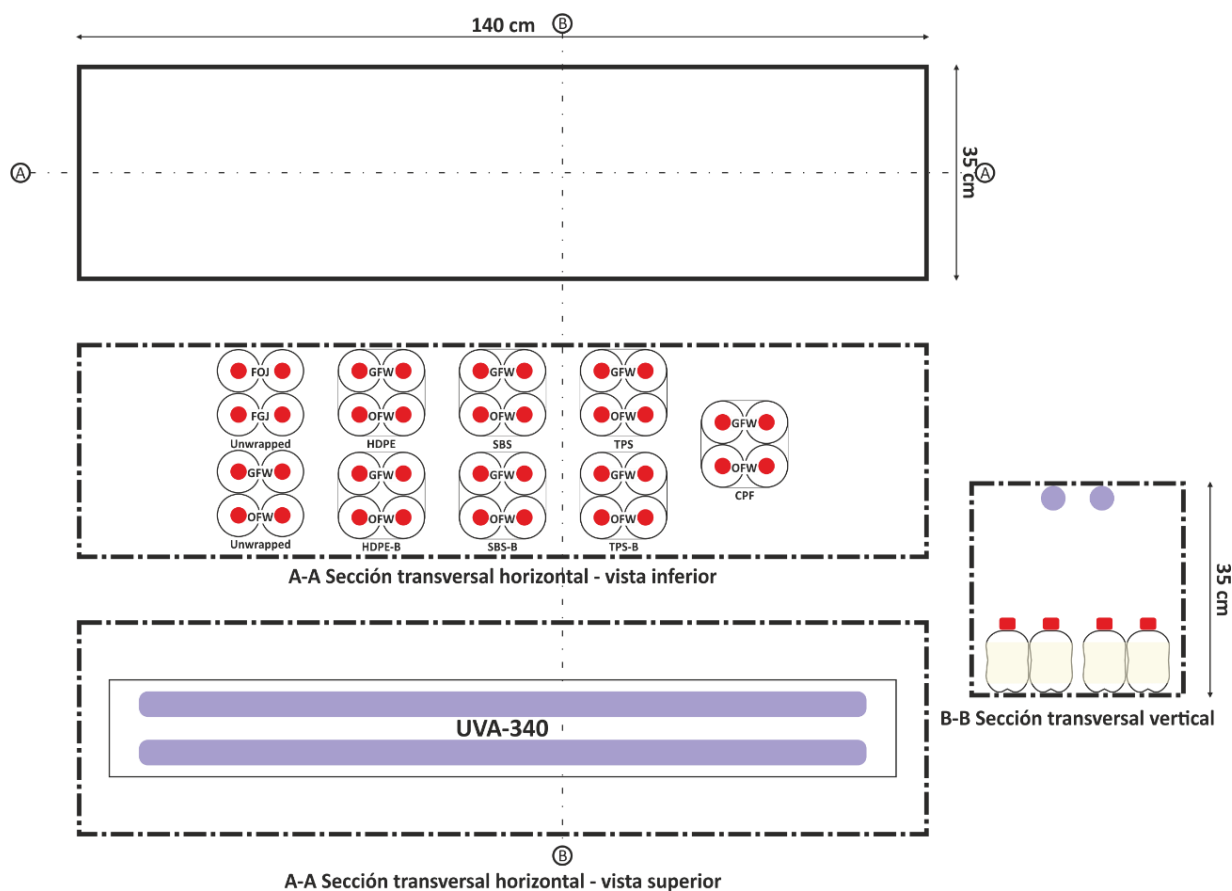 B
140 cm
35 cm
A
A
FOJ
GFW
GFW
GFW
FGJ
OFW
OFW
OFW
GFW
OFW
Unwrapped
HDPE
SBS
TPS
CPF
GFW
GFW
GFW
GFW
OFW
OFW
OFW
OFW
Unwrapped
HDPE-B
SBS-B
TPS-B
A-A Sección transversal horizontal - vista inferior
35 cm
B-B Sección transversal vertical
UVA-340
B
A-A Sección transversal horizontal - vista superior